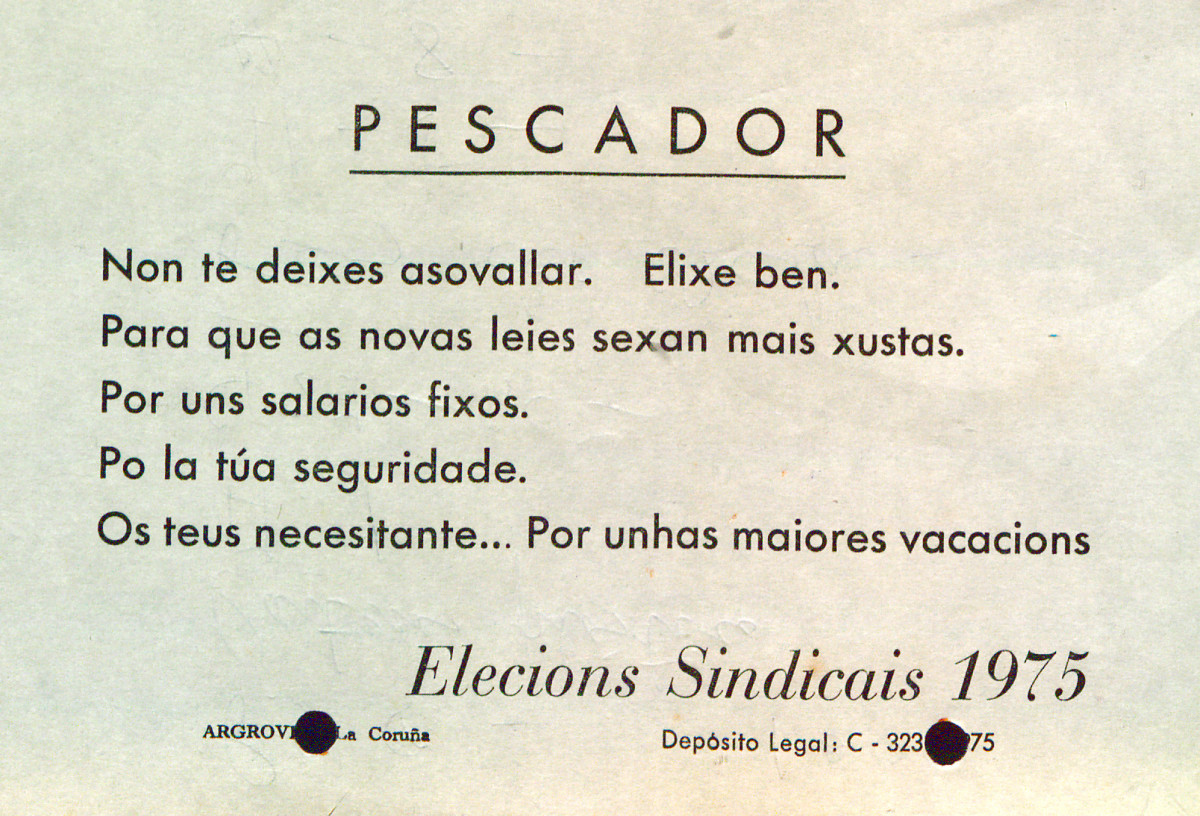 PESCADOR
Non te deixes asovallar. Elixe ben.
Para que as novas leies sexan mais xustas.
Por uns salarios fixos.
Po la túa seguridade.
Os teus necesitante... Por unhas maiores vacacions
Elecions Sindicais 1975
La Coruña Depósito Legal: C - 323 75